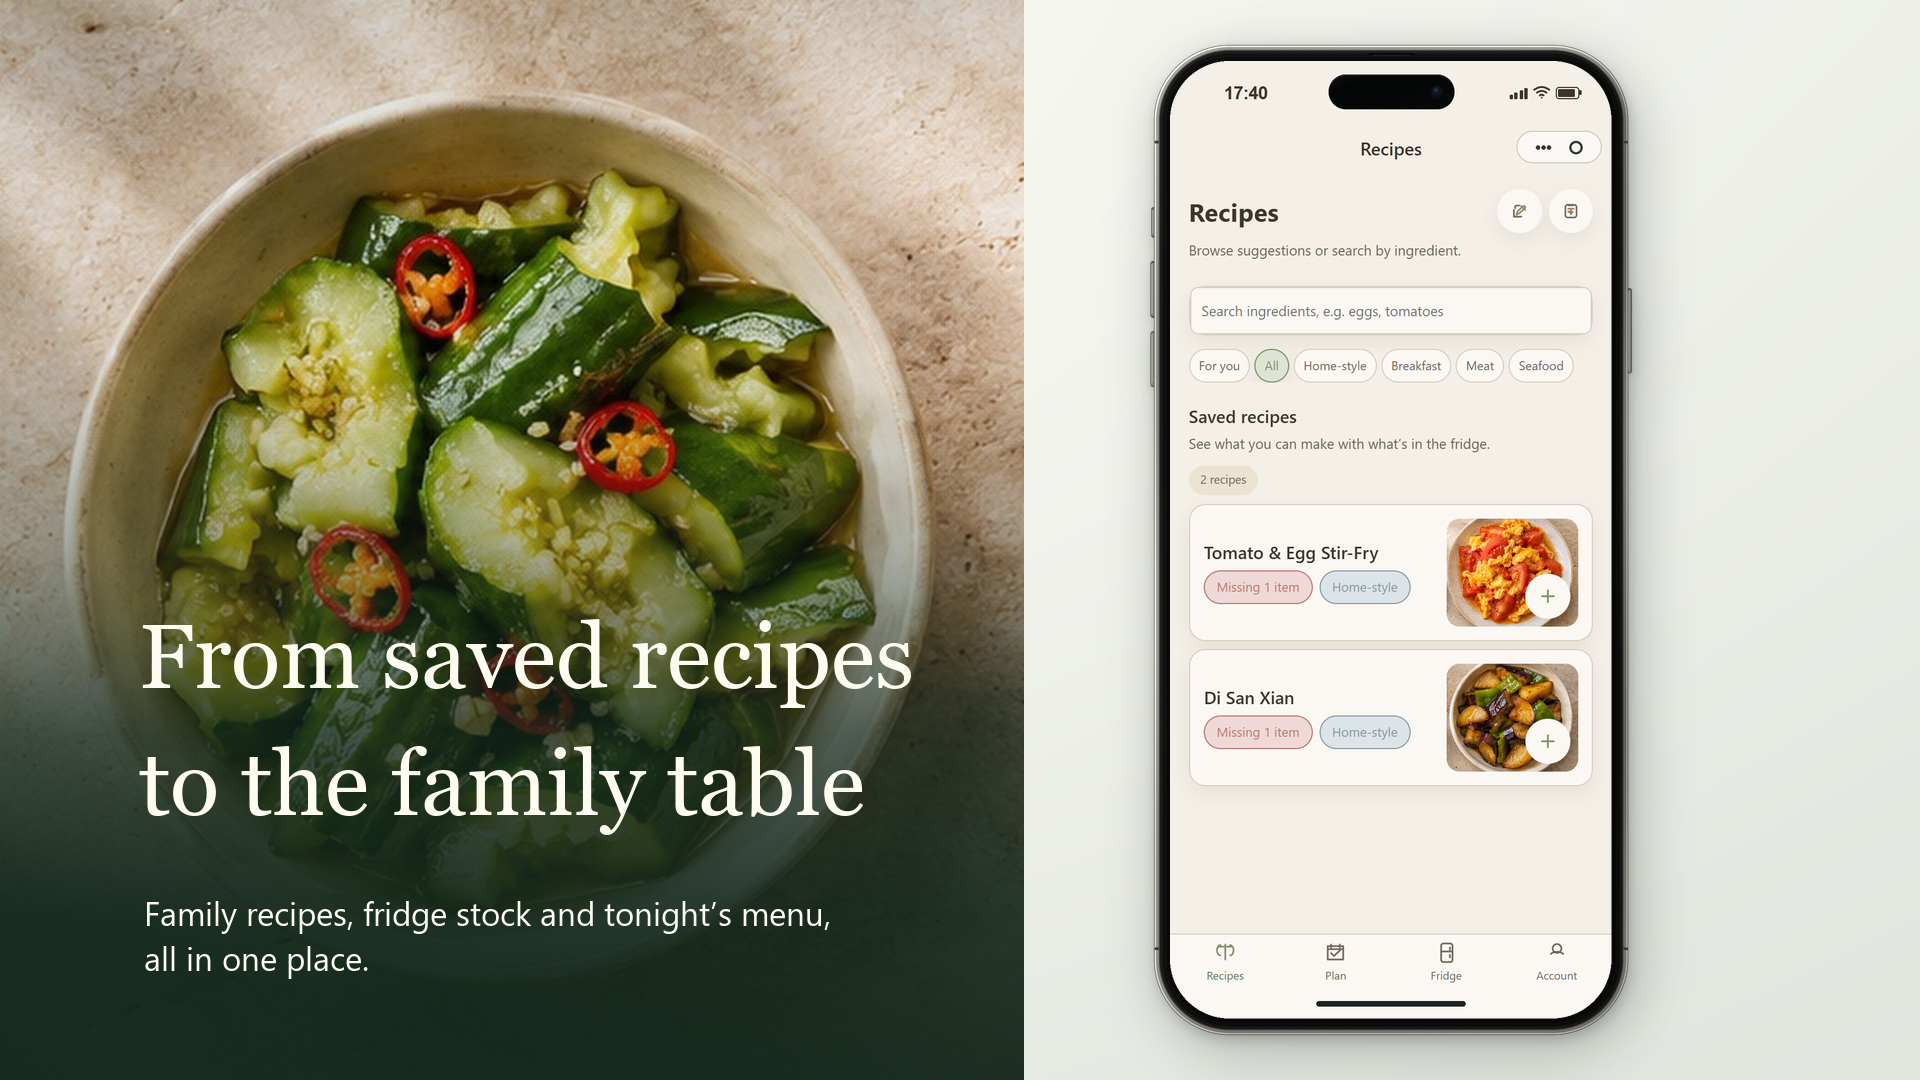 From saved recipes
to the family table
Family recipes, fridge stock and tonight’s menu,
all in one place.
17:40
Recipes
Recipes
Browse suggestions or search by ingredient.
Search ingredients, e.g. eggs, tomatoes
For you
All
Home-style
Breakfast
Meat
Seafood
Saved recipes
See what you can make with what’s in the fridge.
2 recipes
Tomato & Egg Stir-Fry
Missing 1 item
Home-style
Di San Xian
Missing 1 item
Home-style
Recipes
Plan
Fridge
Account